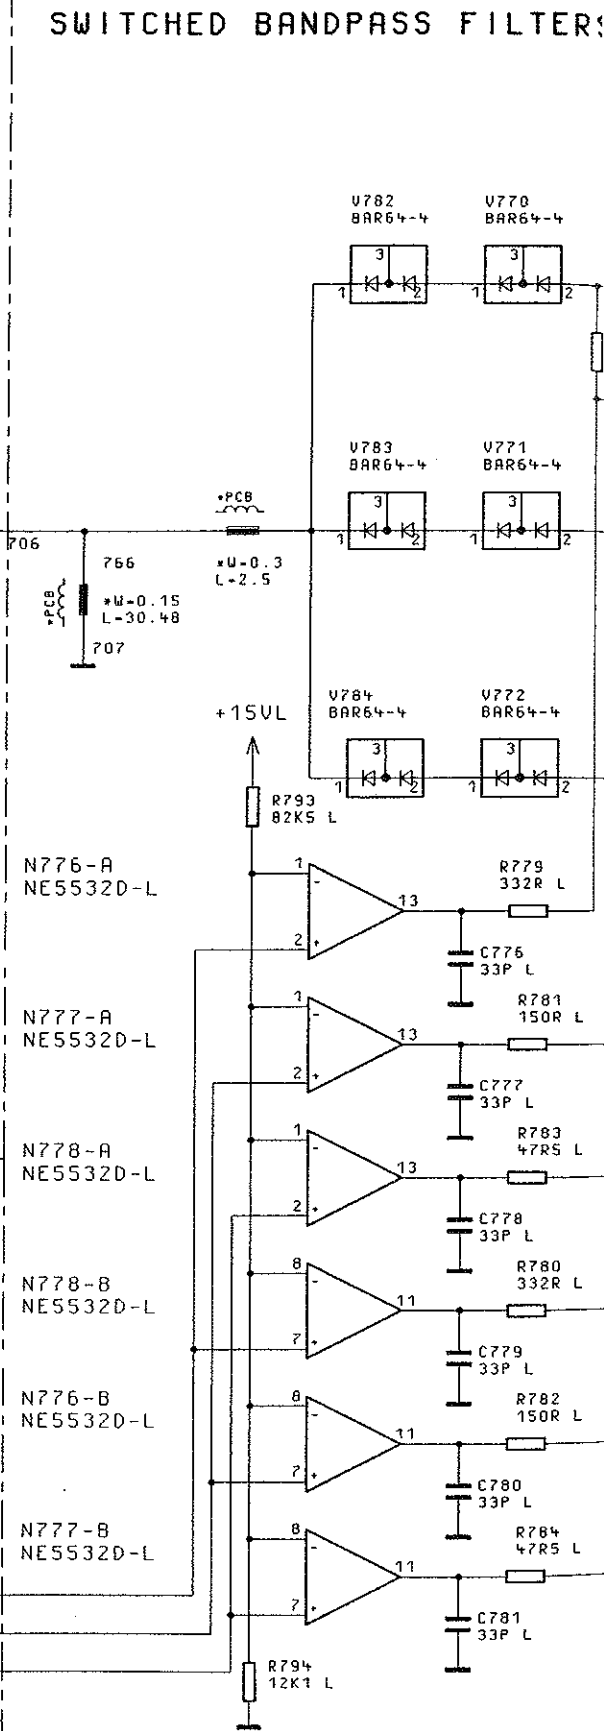 SWITCHED BANDPASS FILTERS
V782
BAR64-4
V770
BAR64-4
3
3
1
2
1
2
V783
BAR64-4
V771
BAR64-4
*PCB
3
3
706
1
2
1
2
766
*W=0.3
L=2.5
*PCB
*W=0.15
L=30.48
707
V784
BAR64-4
V772
BAR64-4
+15VL
3
3
1
2
1
2
R793
82K5 L
N776-A
NE5532D-L
1
-
13
2
+
R779
332R L
C776
33P L
N777-A
NE5532D-L
1
-
13
2
+
R781
150R L
C777
33P L
N778-A
NE5532D-L
1
-
13
2
+
R783
47R5 L
C778
33P L
N778-B
NE5532D-L
8
-
11
7
+
R780
332R L
C779
33P L
N776-B
NE5532D-L
8
-
11
7
+
R782
150R L
C780
33P L
N777-B
NE5532D-L
8
-
11
7
+
R784
47R5 L
C781
33P L
R794
12K1 L